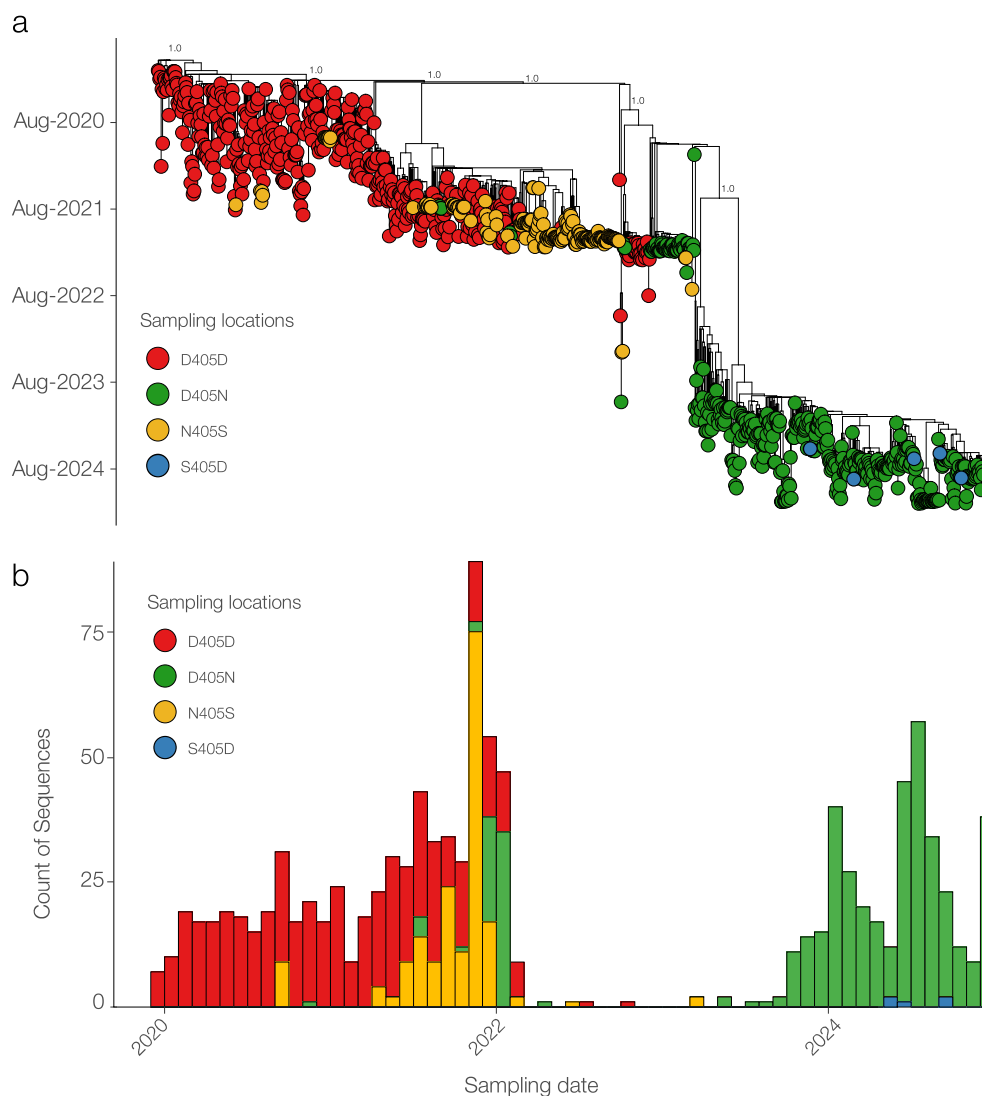 a
1.0
1.0
1.0
1.0
1.0
1.0
Aug-2020
Aug-2021
Aug-2022
Aug-2023
Aug-2024
Sampling locations
D405D
D405N
N405S
S405D
b
Sampling locations
D405D
D405N
N405S
S405D
75
50
25
0
Count of Sequences
2020
2022
2024
Sampling date